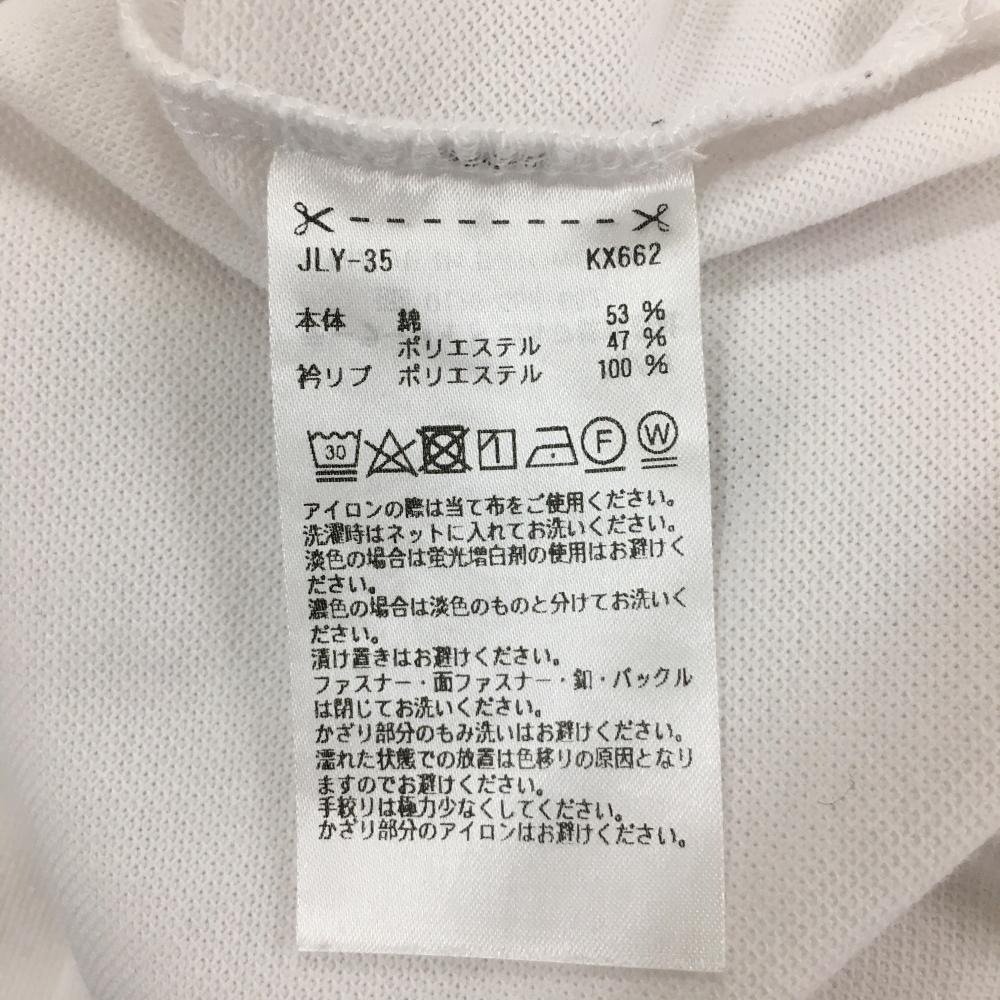 JLY-35 KX662
本体 綿 53 %
ポリエステル 47 %
衿リブ ポリエステル 100 %
30 F W
アイロンの際は当て布をご使用ください。
洗濯時はネットに入れてお洗いください。
淡色の場合は蛍光増白剤の使用はお避けく
ださい。
濃色の場合は淡色のものと分けてお洗いく
ださい。
漬け置きはお避けください。
ファスナー・面ファスナー・釦・バックル
は閉じてお洗いください。
かざり部分のもみ洗いはお避けください。
濡れた状態での放置は色移りの原因となり
ますのでお避けください。
手絞りは極力少なくしてください。
かざり部分のアイロンはお避けください。